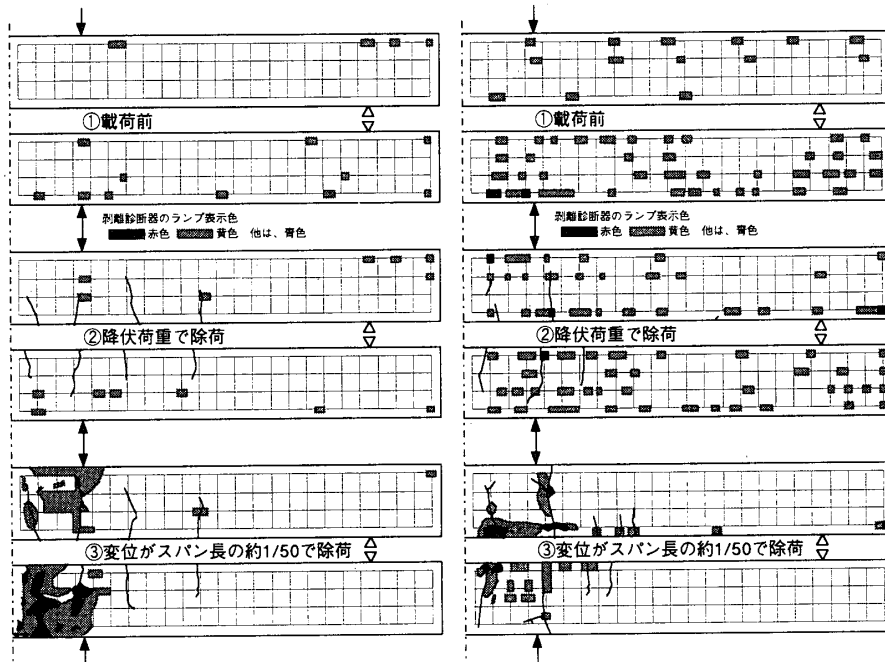 ①載荷前
剥離診断器のランプ表示色
赤色 黄色 他は、青色
②降伏荷重で除荷
③変位がスパン長の約1/50で除荷
①載荷前
剥離診断器のランプ表示色
赤色 黄色 他は、青色
②降伏荷重で除荷
③変位がスパン長の約1/50で除荷